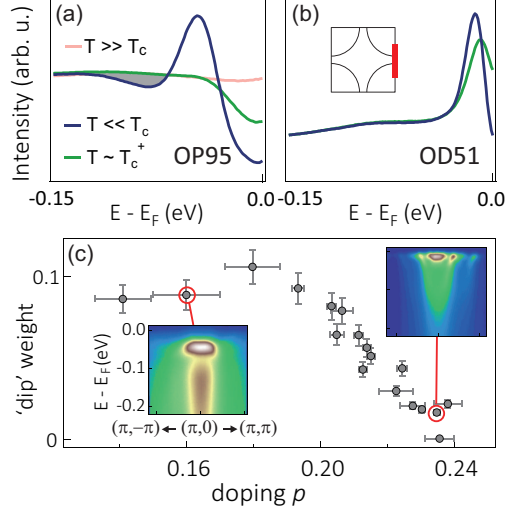 (a)
T >> Tc
T << Tc
T ~ Tc+
OP95
Intensity (arb. u.)
-0.15
0.0
E - EF (eV)
(b)
OD51
-0.15
0.0
E - EF (eV)
(c)
0.1
0
'dip' weight
0.0
-0.1
-0.2
E - EF (eV)
(π,−π) ← (π,0) → (π,π)
0.16
0.20
0.24
doping p